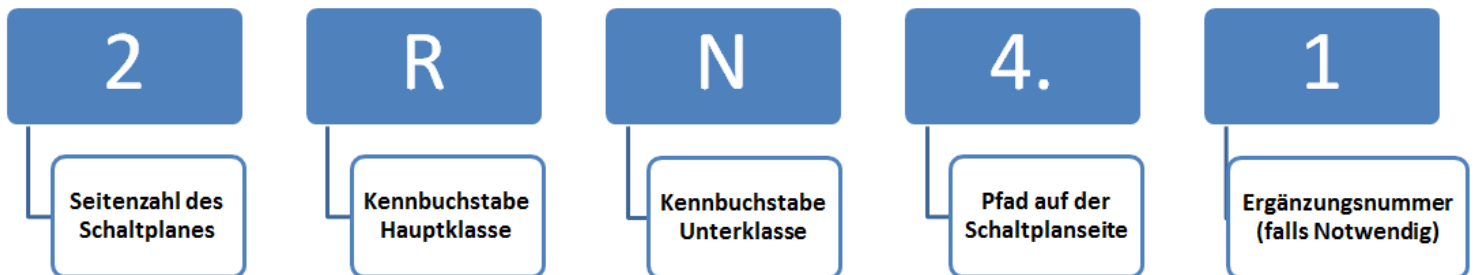 2
R
N
4.
1
Seitenzahl des
Schaltplanes
Kennbuchstabe
Hauptklasse
Kennbuchstabe
Unterklasse
Pfad auf der
Schaltplanseite
Ergänzungsnummer
(falls Notwendig)